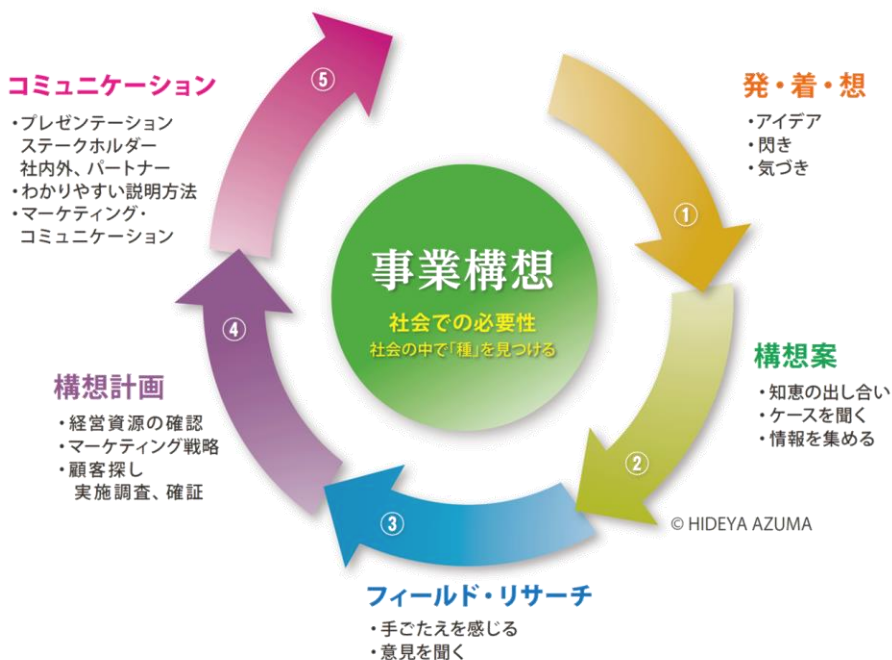 事業構想
社会での必要性
社会の中で「種」を見つける
①
発・着・想
・アイデア
・閃き
・気づき
②
構想案
・知恵の出し合い
・ケースを聞く
・情報を集める
© HIDEYA AZUMA
③
フィールド・リサーチ
・手ごたえを感じる
・意見を聞く
④
構想計画
・経営資源の確認
・マーケティング戦略
・顧客探し
実施調査、確証
⑤
コミュニケーション
・プレゼンテーション
ステークホルダー
社内外、パートナー
・わかりやすい説明方法
・マーケティング・
コミュニケーション